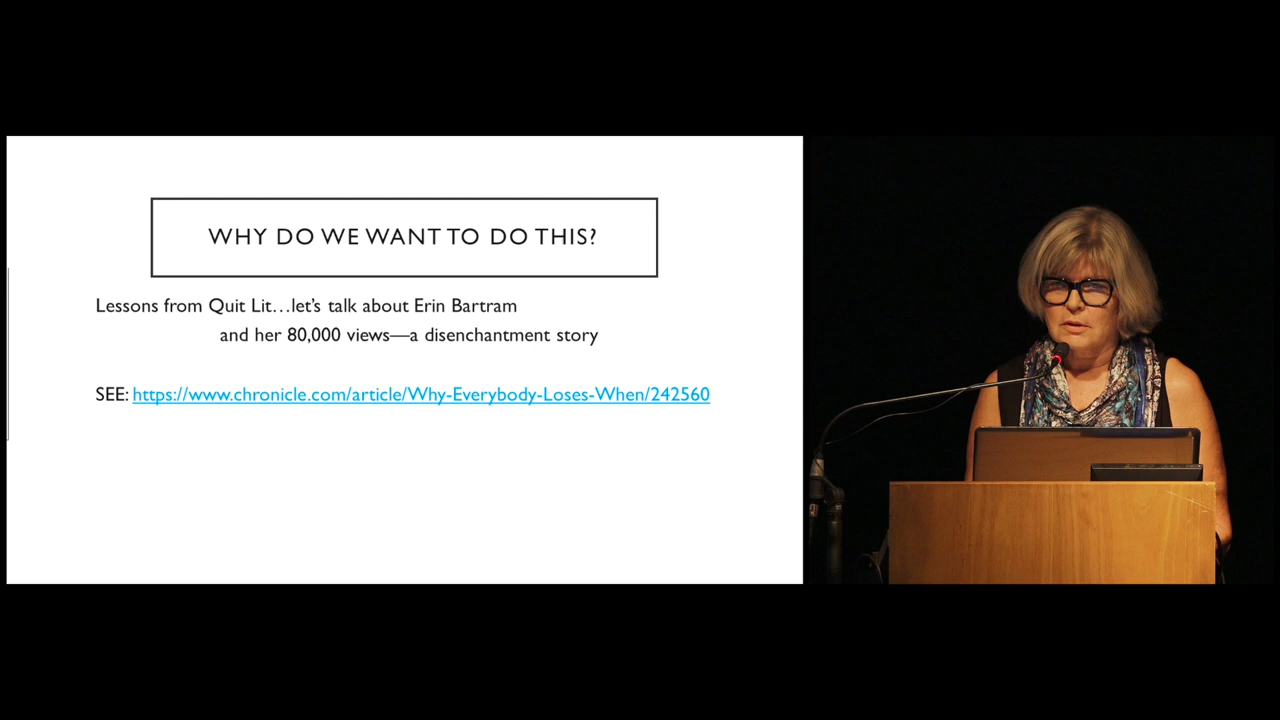 WHY DO WE WANT TO DO THIS?
Lessons from Quit Lit…let's talk about Erin Bartram
and her 80,000 views—a disenchantment story
SEE: https://www.chronicle.com/article/Why-Everybody-Loses-When/242560